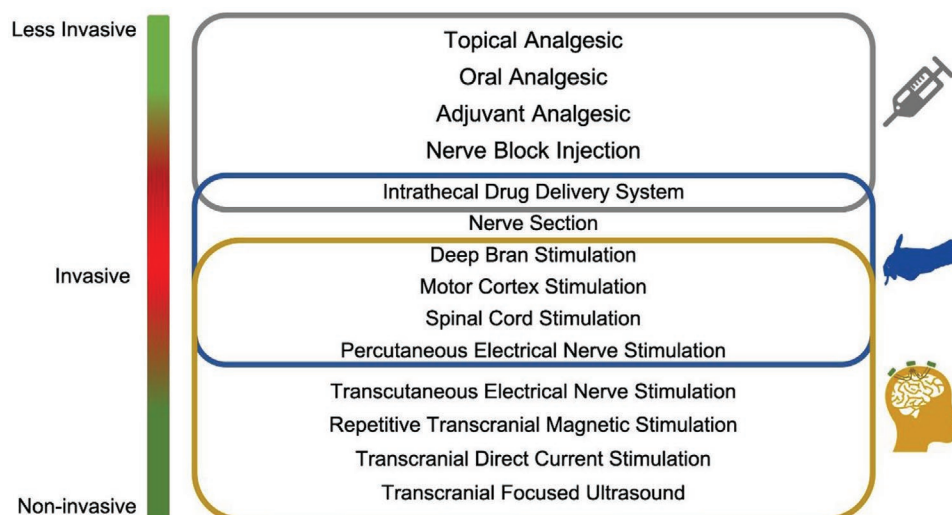 Less Invasive
Topical Analgesic
Oral Analgesic
Adjuvant Analgesic
Nerve Block Injection
Intrathecal Drug Delivery System
Nerve Section
Deep Bran Stimulation
Invasive
Motor Cortex Stimulation
Spinal Cord Stimulation
Percutaneous Electrical Nerve Stimulation
Transcutaneous Electrical Nerve Stimulation
Repetitive Transcranial Magnetic Stimulation
Transcranial Direct Current Stimulation
Transcranial Focused Ultrasound
Non-invasive